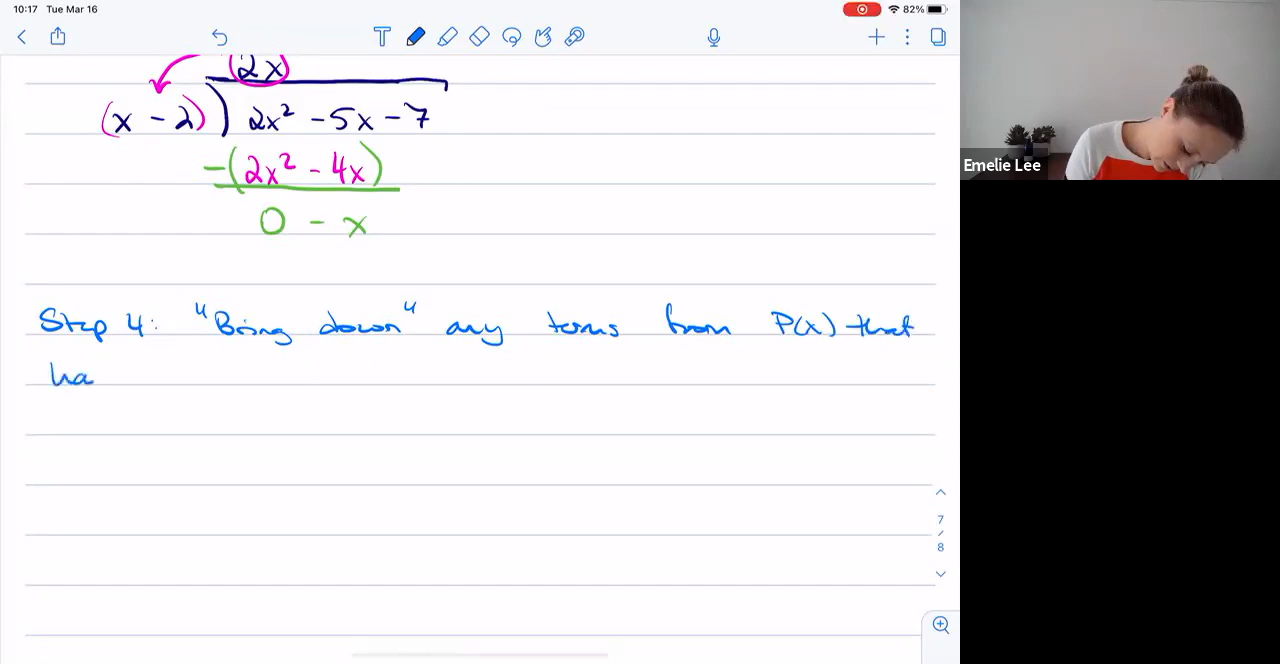 10:17 Tue Mar 16
82%
2x
(x - 2) 2x² - 5x - 7
-(2x² - 4x)
0 - x
Step 4: "Bring down" any terms from P(x) that
ha
Emelie Lee
7
/
8